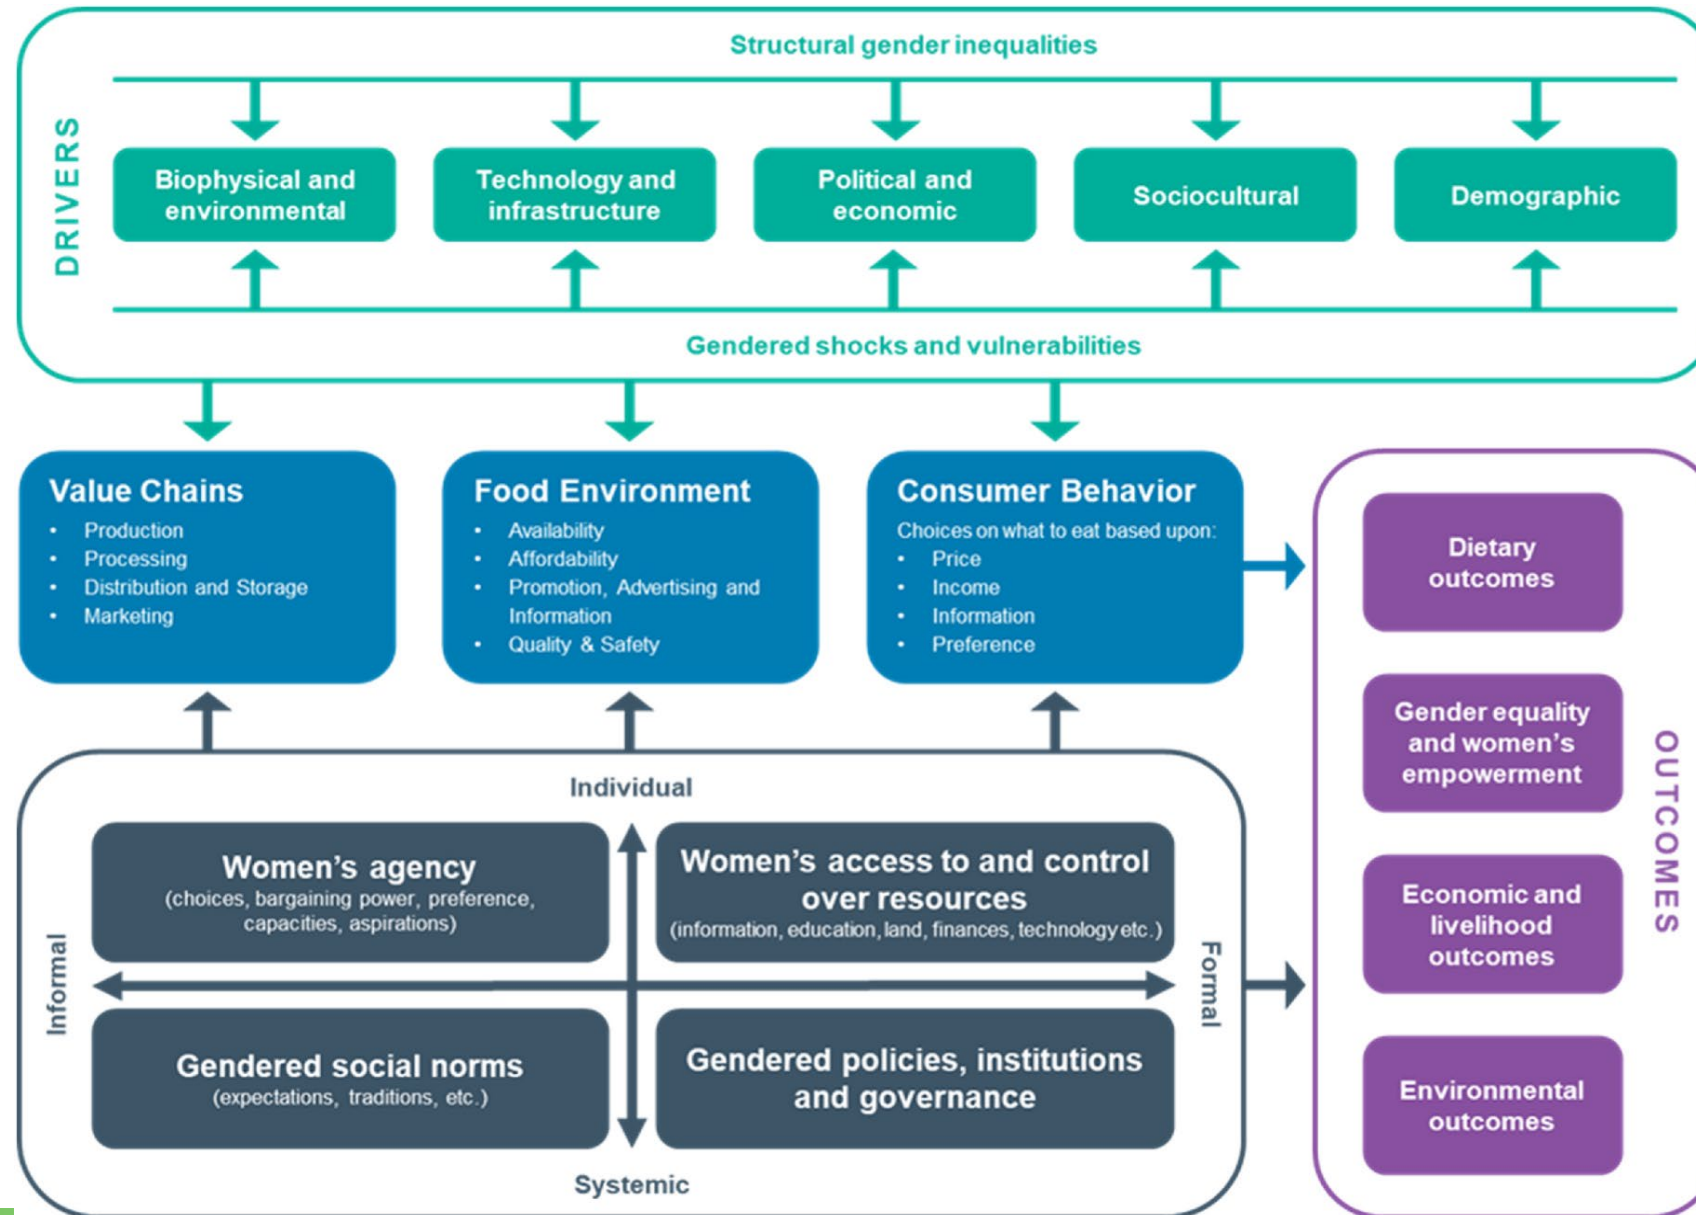 Structural gender inequalities
DRIVERS
Biophysical and
environmental
Technology and
infrastructure
Political and
economic
Sociocultural
Demographic
Gendered shocks and vulnerabilities
Value Chains
• Production
• Processing
• Distribution and Storage
• Marketing
Food Environment
• Availability
• Affordability
• Promotion, Advertising and
Information
• Quality & Safety
Consumer Behavior
Choices on what to eat based upon:
• Price
• Income
• Information
• Preference
Individual
Informal
Women’s agency
(choices, bargaining power, preference,
capacities, aspirations)
Women’s access to and control
over resources
(information, education, land, finances, technology etc.)
Formal
Gendered social norms
(expectations, traditions, etc.)
Gendered policies, institutions
and governance
Systemic
OUTCOMES
Dietary
outcomes
Gender equality
and women’s
empowerment
Economic and
livelihood
outcomes
Environmental
outcomes